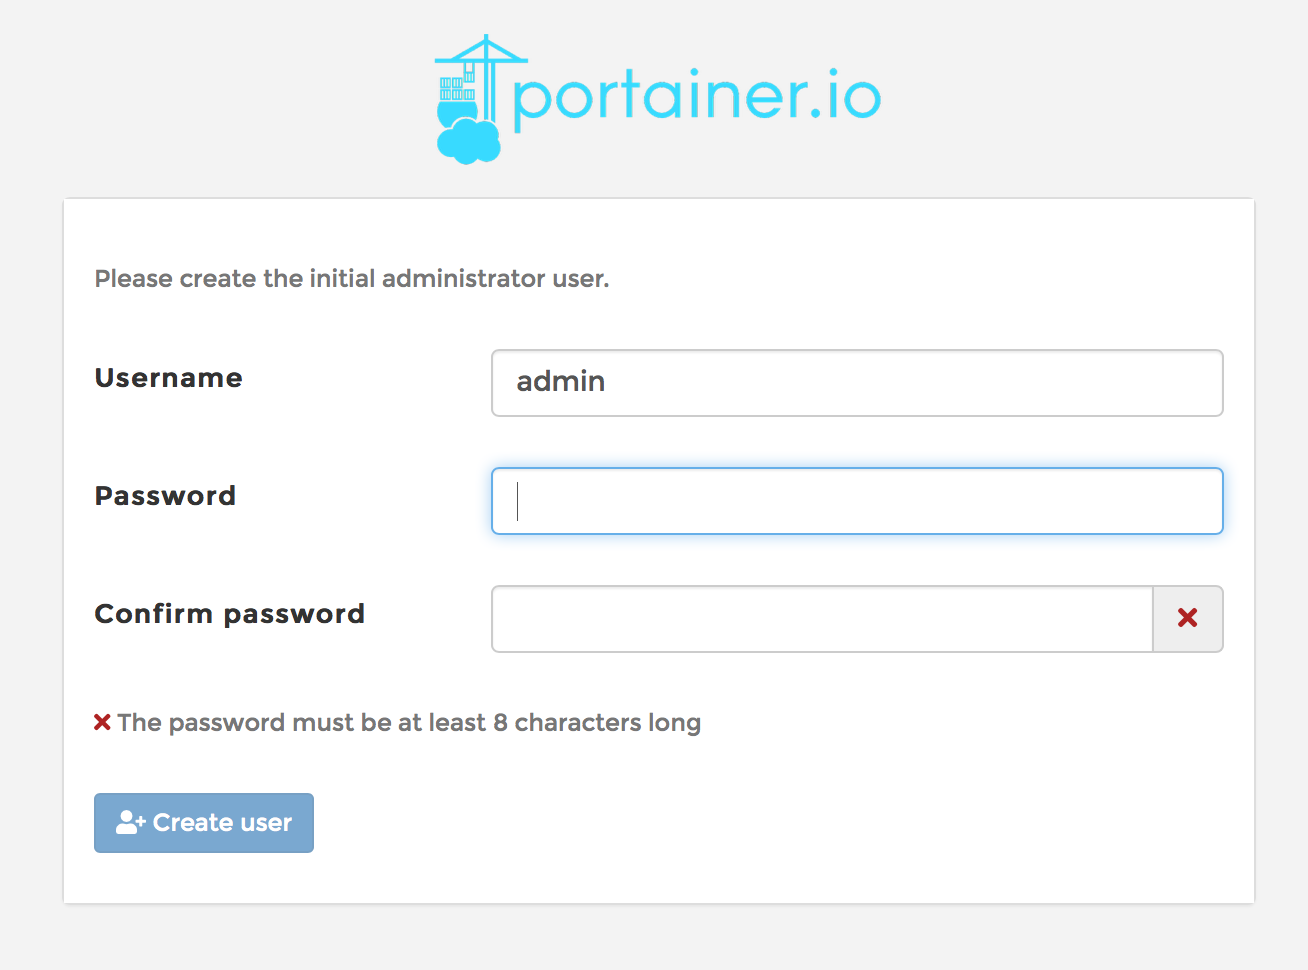 portainer.io
Please create the initial administrator user.
Username
admin
Password
Confirm password
The password must be at least 8 characters long
Create user